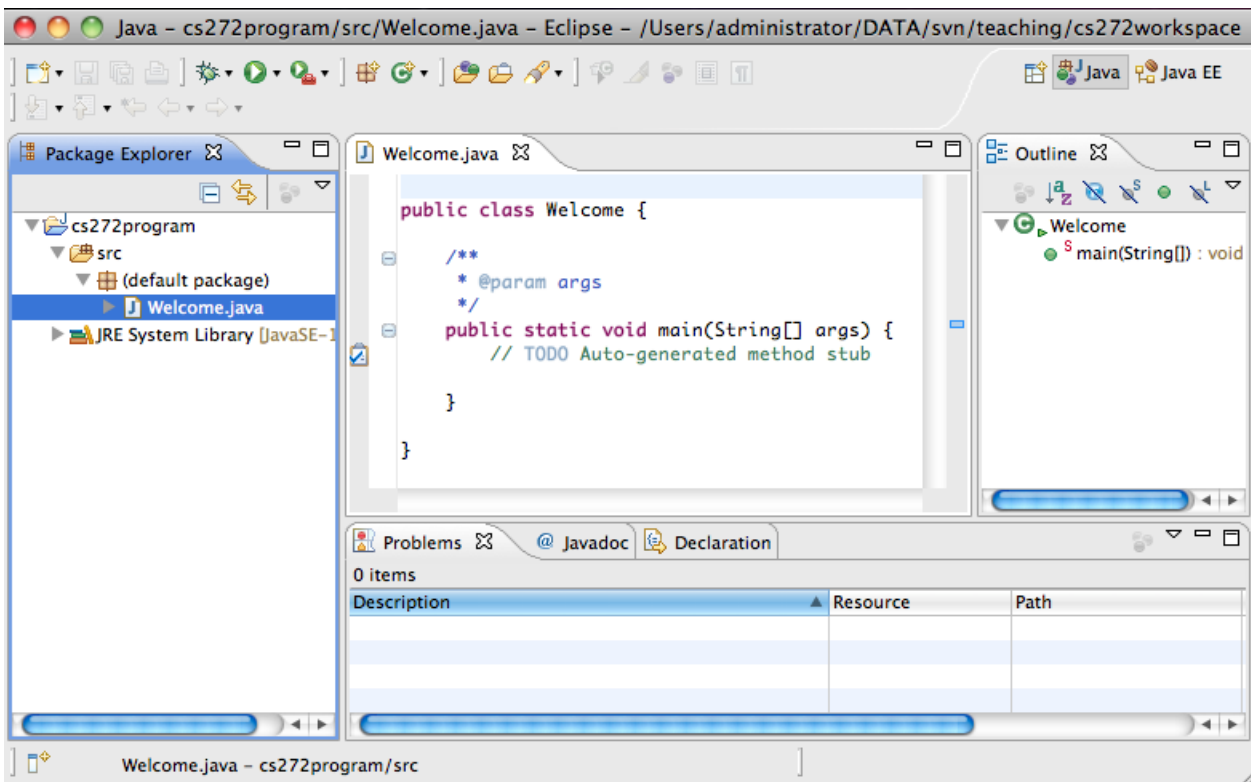 Java – cs272program/src/Welcome.java – Eclipse – /Users/administrator/DATA/svn/teaching/cs272workspace
Java
Java EE
Package Explorer
cs272program
src
(default package)
Welcome.java
JRE System Library [JavaSE-1
Welcome.java
public class Welcome {
/**
* @param args
*/
public static void main(String[] args) {
// TODO Auto-generated method stub
}
}
Outline
Welcome
main(String[]) : void
Problems
@ Javadoc
Declaration
0 items
Description
Resource
Path
Welcome.java – cs272program/src